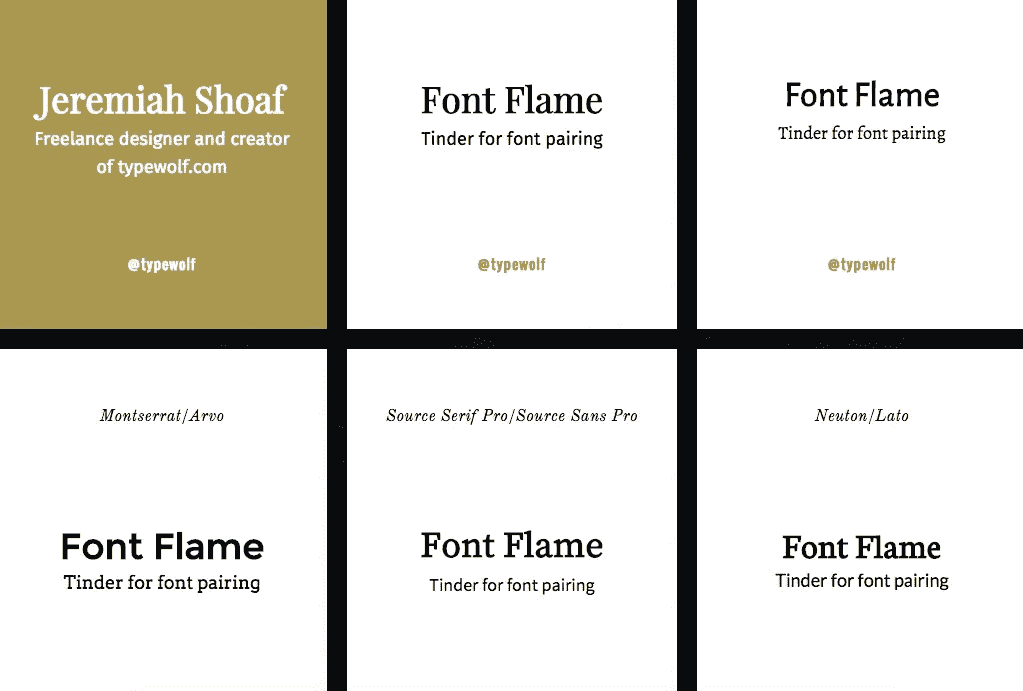 Jeremiah Shoaf
Freelance designer and creator
of typewolf.com
@typewolf
Font Flame
Tinder for font pairing
@typewolf
Font Flame
Tinder for font pairing
@typewolf
Montserrat/Arvo
Font Flame
Tinder for font pairing
Source Serif Pro/Source Sans Pro
Font Flame
Tinder for font pairing
Neuton/Lato
Font Flame
Tinder for font pairing